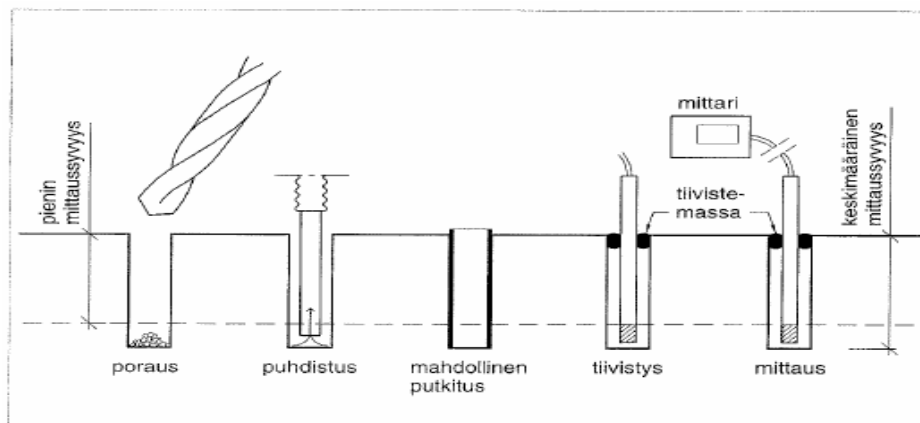 pienin
mittaussyvyys
mittari
tiiviste-
massa
keskimääräinen
mittaussyvyys
poraus
puhdistus
mahdollinen
putkitus
tiivistys
mittaus